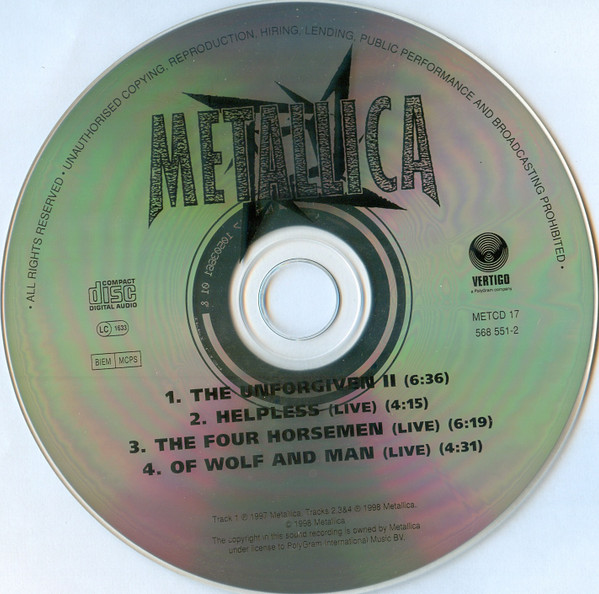 • ALL RIGHTS RESERVED • UNAUTHORISED COPYING, REPRODUCTION, HIRING, LENDING, PUBLIC PERFORMANCE AND BROADCASTING PROHIBITED •
METALLICA
COMPACT
disc
DIGITAL AUDIO
LC 1633
BIEM MCPS
VERTIGO
a PolyGram company
METCD 17
568 551-2
1. THE UNFORGIVEN II (6:36)
2. HELPLESS (LIVE) (4:15)
3. THE FOUR HORSEMEN (LIVE) (6:19)
4. OF WOLF AND MAN (LIVE) (4:31)
Track 1 ℗ 1997 Metallica. Tracks 2,3&4 ℗ 1998 Metallica.
© 1998 Metallica
The copyright in this sound recording is owned by Metallica
under license to PolyGram International Music BV.